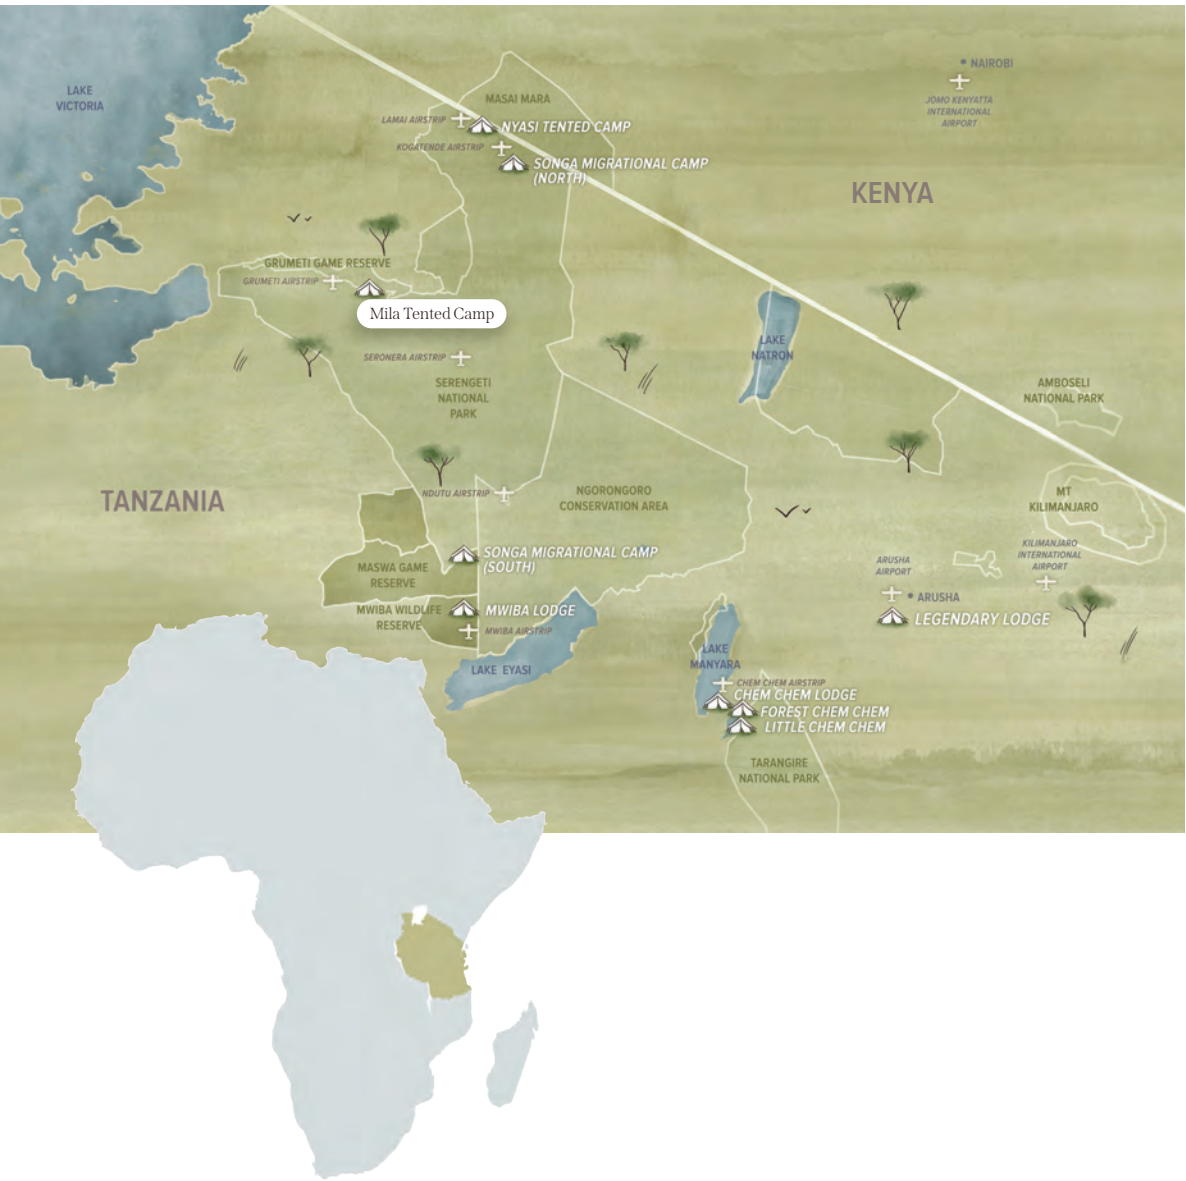 LAKE
VICTORIA
NAIROBI
JOMO KENYATTA
INTERNATIONAL
AIRPORT
MASAI MARA
LAMAI AIRSTRIP
NYASI TENTED CAMP
KOGATENDE AIRSTRIP
SONGA MIGRATIONAL CAMP
(NORTH)
KENYA
GRUMETI GAME RESERVE
GRUMETI AIRSTRIP
Mila Tented Camp
LAKE
NATRON
SERONERA AIRSTRIP
SERENGETI
NATIONAL
PARK
AMBOSELI
NATIONAL PARK
TANZANIA
NDUTU AIRSTRIP
NGORONGORO
CONSERVATION AREA
MT
KILIMANJARO
KILIMANJARO
INTERNATIONAL
AIRPORT
SONGA MIGRATIONAL CAMP
(SOUTH)
MASWA GAME
RESERVE
ARUSHA
AIRPORT
ARUSHA
LEGENDARY LODGE
MWIBA WILDLIFE
RESERVE
MWIBA LODGE
MWIBA AIRSTRIP
LAKE EYASI
LAKE
MANYARA
CHEM CHEM AIRSTRIP
CHEM CHEM LODGE
FOREST CHEM CHEM
LITTLE CHEM CHEM
TARANGIRE
NATIONAL PARK